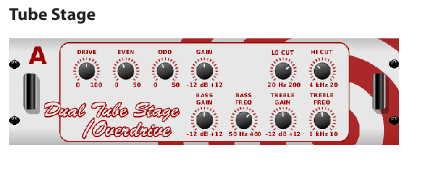 Tube Stage
A
DRIVE EVEN ODD GAIN LO CUT HI CUT
0 100 0 50 0 50 -12 dB +12 20 Hz 200 4 kHz 20
BASS GAIN BASS FREQ TREBLE GAIN TREBLE FREQ
-12 dB +12 50 Hz 400 -12 dB +12 1 kHz 10
Dual Tube Stage
/Overdrive